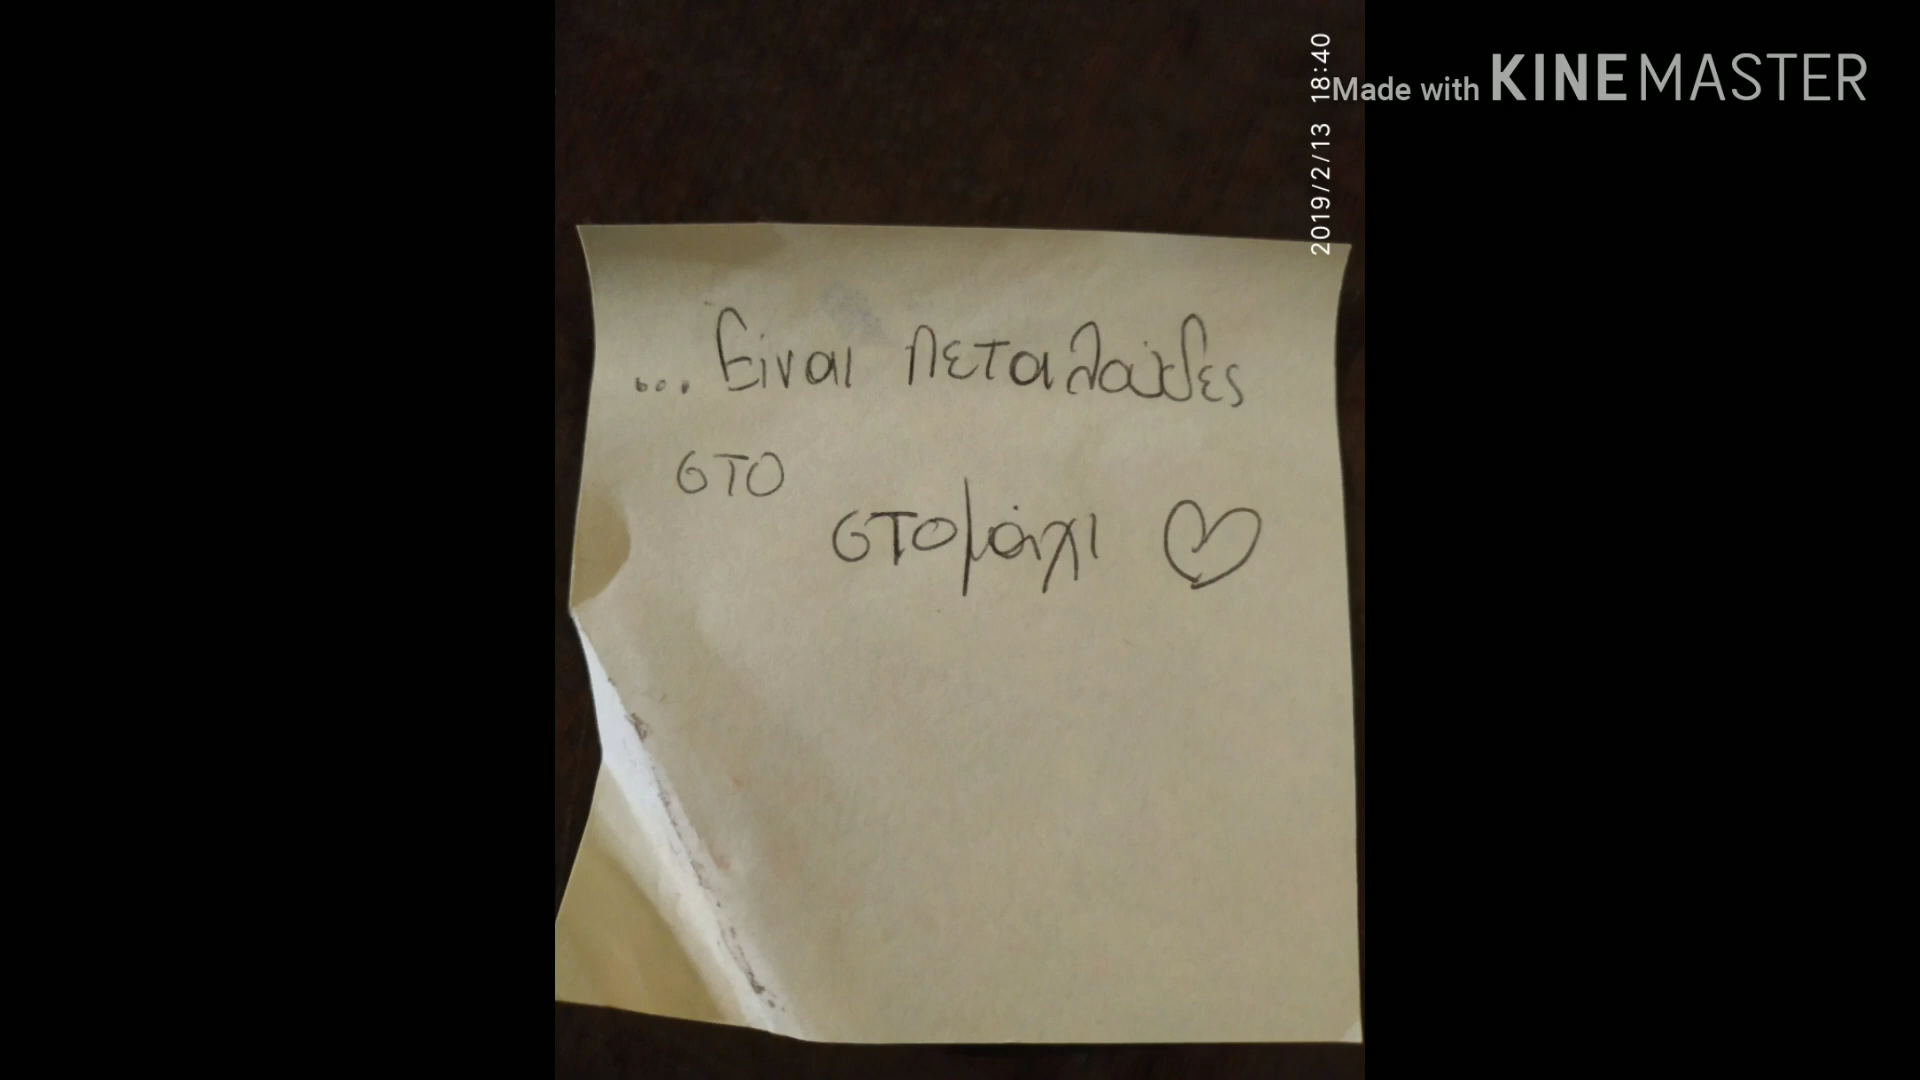 2019/2/13 18:40
Made with KINEMASTER
... Είναι πεταλούδες
στο
στομάχι ♡